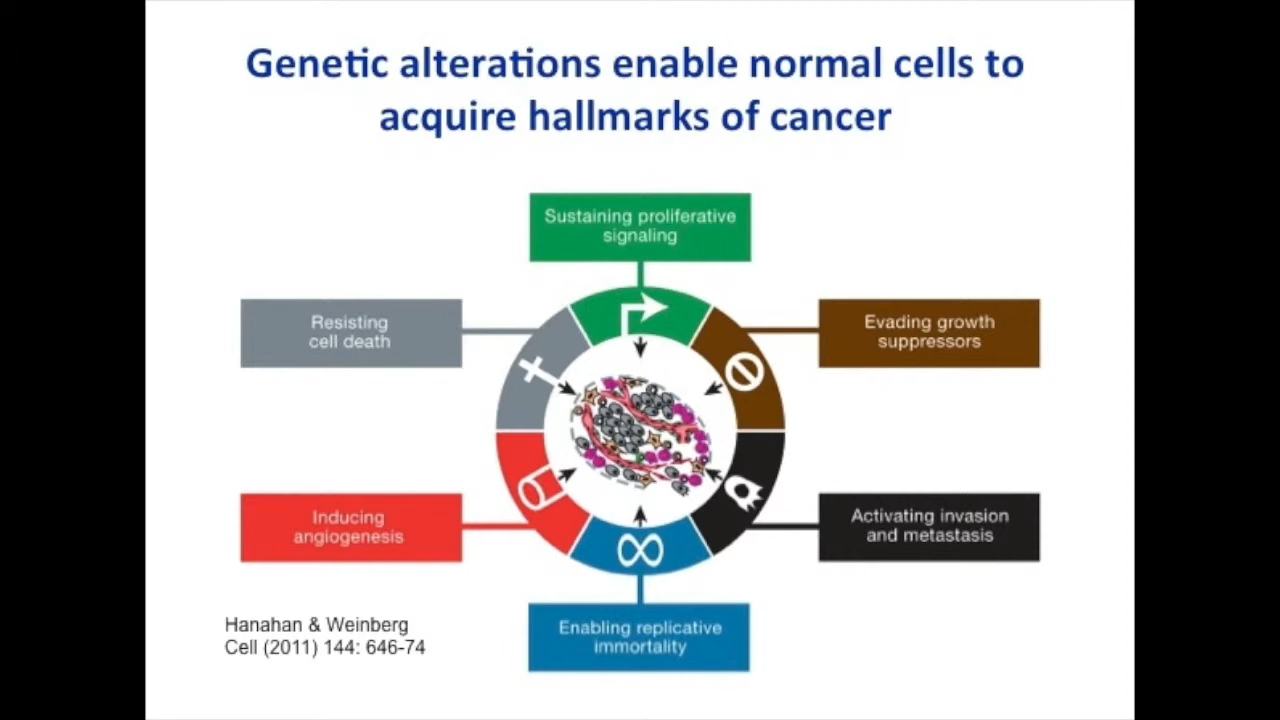 Genetic alterations enable normal cells to
acquire hallmarks of cancer
Sustaining proliferative
signaling
Resisting
cell death
Evading growth
suppressors
Inducing
angiogenesis
Activating invasion
and metastasis
Enabling replicative
immortality
Hanahan & Weinberg
Cell (2011) 144: 646-74